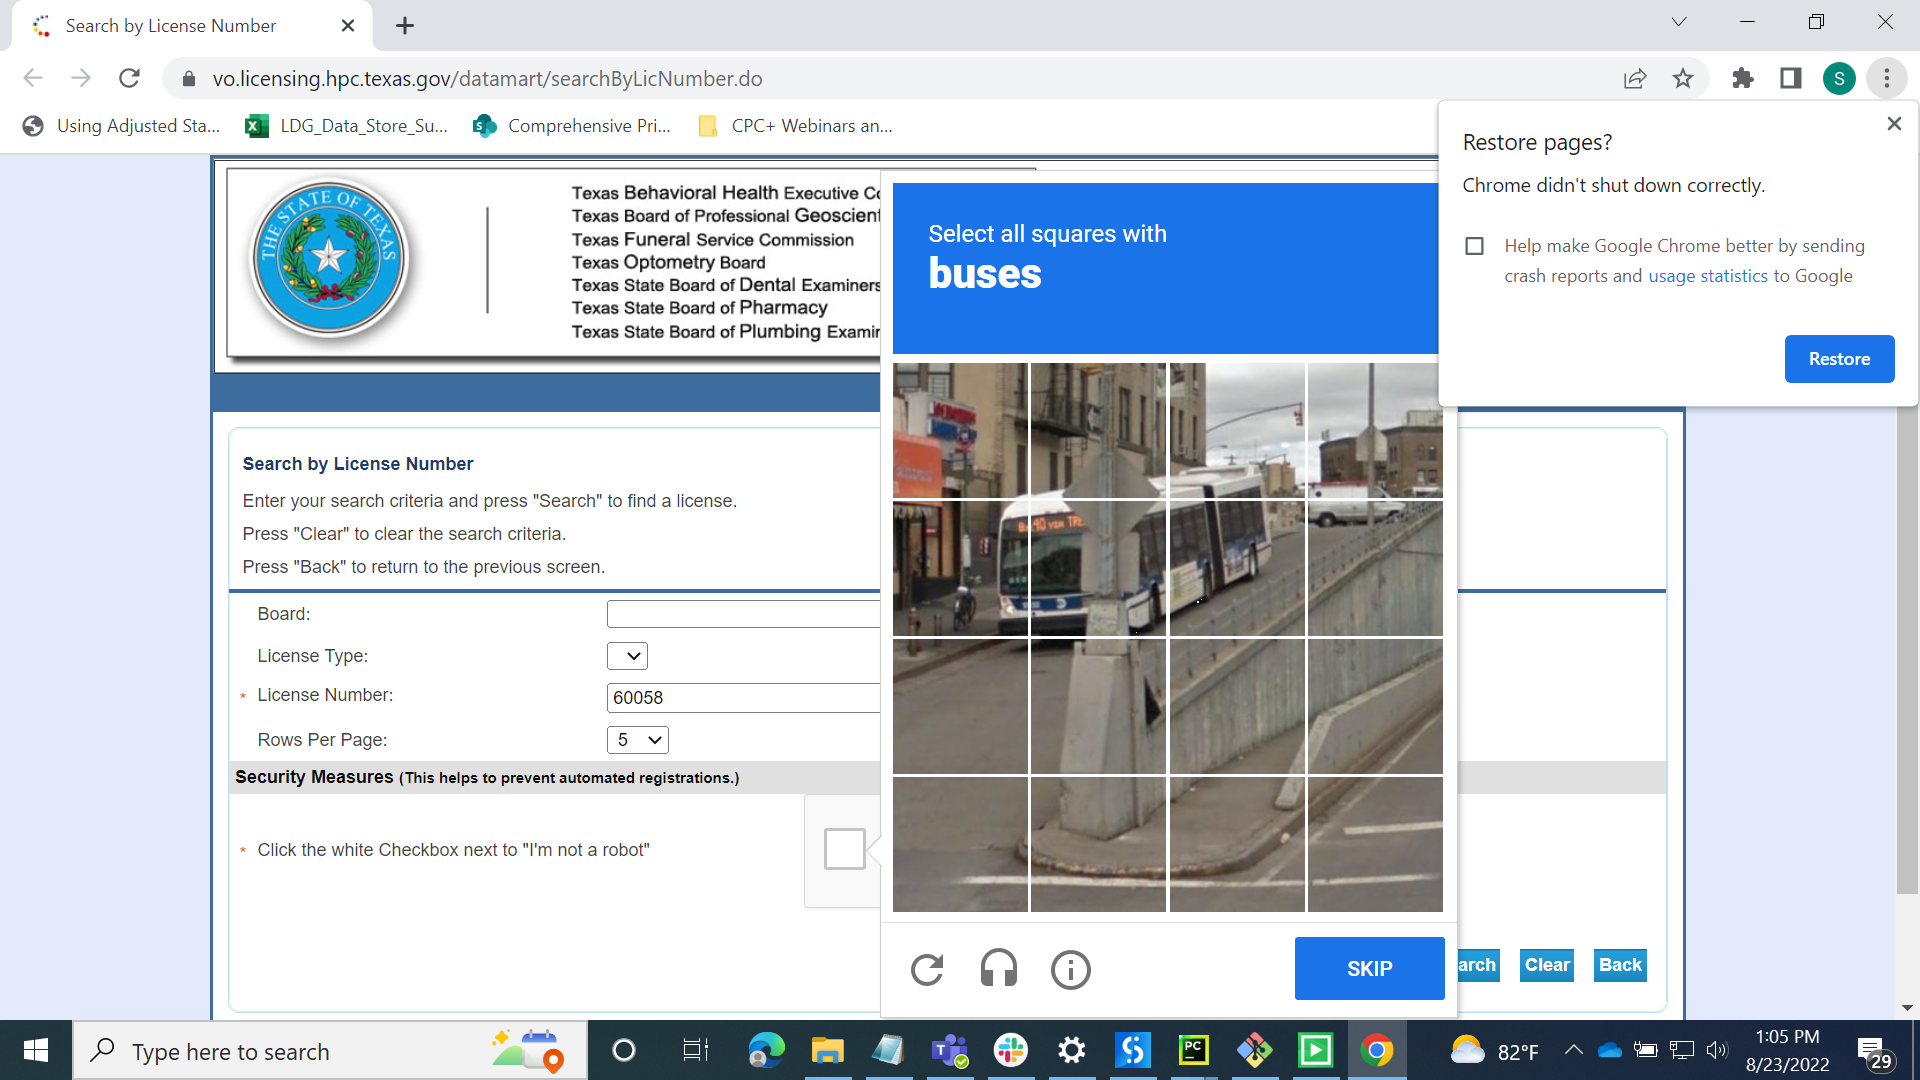 Search by License Number
vo.licensing.hpc.texas.gov/datamart/searchByLicNumber.do
S
Using Adjusted Sta...
LDG_Data_Store_Su...
Comprehensive Pri...
CPC+ Webinars an...
Restore pages?
Chrome didn't shut down correctly.
Help make Google Chrome better by sending
crash reports and usage statistics to Google
Restore
THE STATE OF TEXAS
Texas Behavioral Health Executive Co
Texas Board of Professional Geoscient
Texas Funeral Service Commission
Texas Optometry Board
Texas State Board of Dental Examiners
Texas State Board of Pharmacy
Texas State Board of Plumbing Examin
Select all squares with
buses
Search by License Number
Enter your search criteria and press "Search" to find a license.
Press "Clear" to clear the search criteria.
Press "Back" to return to the previous screen.
Board:
License Type:
* License Number:
60058
Rows Per Page:
5
Security Measures (This helps to prevent automated registrations.)
* Click the white Checkbox next to "I'm not a robot"
SKIP
arch
Clear
Back
Type here to search
PC
82°F
1:05 PM
8/23/2022
29